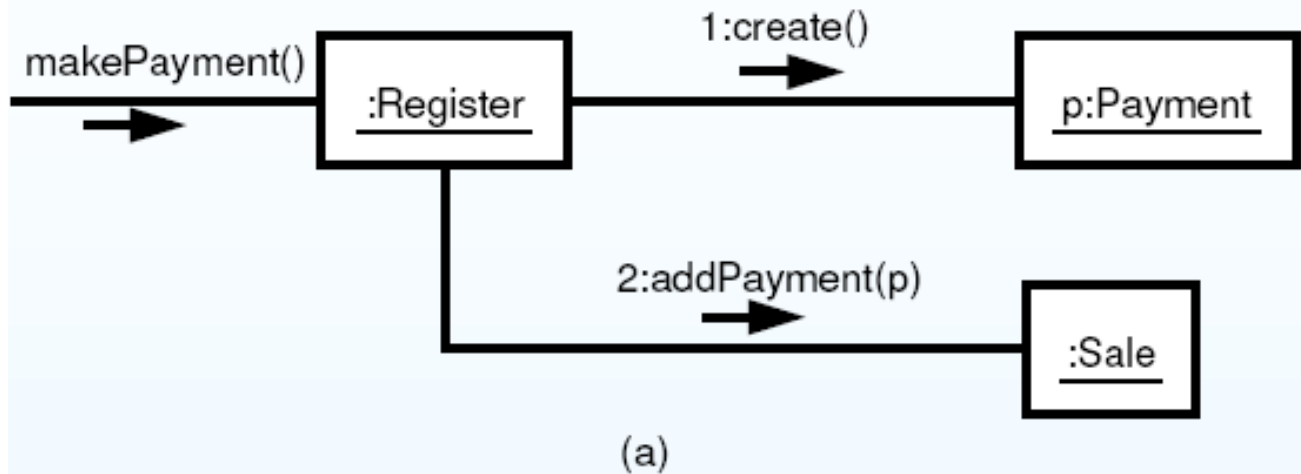 makePayment()
1:create()
:Register
p:Payment
2:addPayment(p)
:Sale
(a)